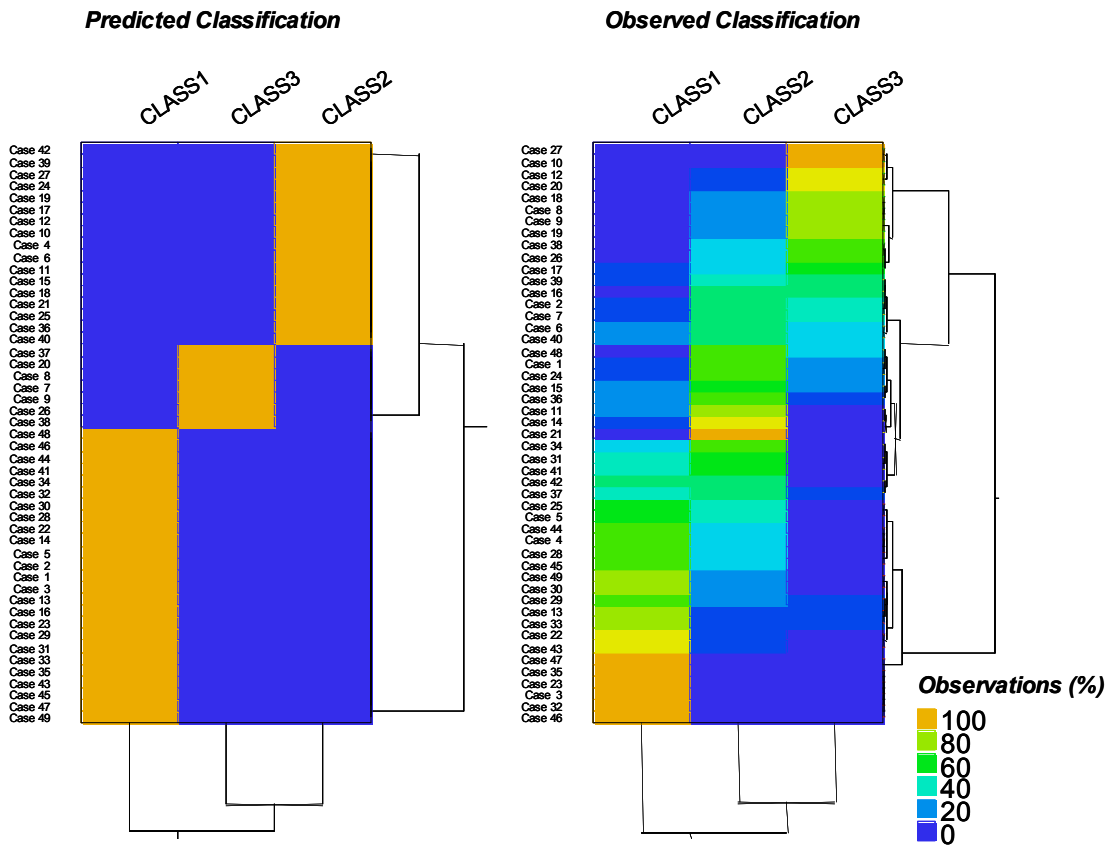 Predicted Classification
Observed Classification
CLASS1
CLASS3
CLASS2
CLASS1
CLASS2
CLASS3
Case 42
Case 39
Case 27
Case 24
Case 19
Case 17
Case 12
Case 10
Case 4
Case 6
Case 11
Case 15
Case 18
Case 21
Case 25
Case 36
Case 40
Case 37
Case 20
Case 8
Case 7
Case 9
Case 26
Case 38
Case 48
Case 46
Case 44
Case 41
Case 34
Case 32
Case 30
Case 28
Case 22
Case 14
Case 5
Case 2
Case 1
Case 3
Case 13
Case 16
Case 23
Case 29
Case 31
Case 33
Case 35
Case 43
Case 45
Case 47
Case 49
Case 27
Case 10
Case 12
Case 20
Case 18
Case 8
Case 9
Case 19
Case 38
Case 26
Case 17
Case 39
Case 16
Case 2
Case 7
Case 6
Case 40
Case 48
Case 1
Case 24
Case 15
Case 36
Case 11
Case 14
Case 21
Case 34
Case 31
Case 41
Case 42
Case 37
Case 25
Case 5
Case 44
Case 4
Case 28
Case 45
Case 49
Case 30
Case 29
Case 13
Case 33
Case 22
Case 43
Case 47
Case 35
Case 23
Case 3
Case 32
Case 46
Observations (%)
100
80
60
40
20
0